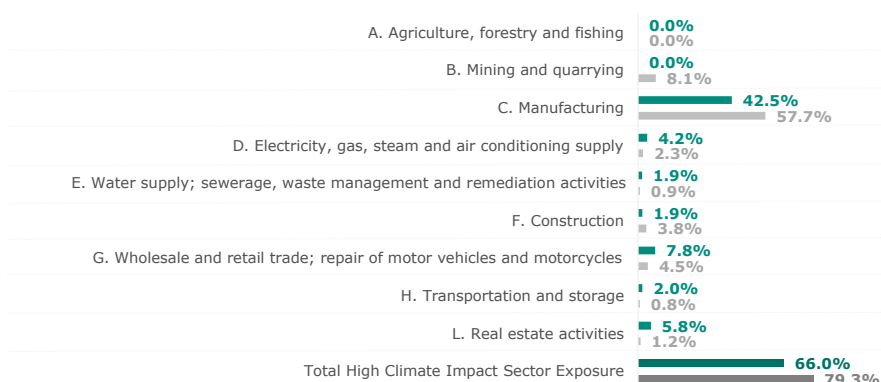 A. Agriculture, forestry and fishing 0.0%
0.0%
B. Mining and quarrying 0.0%
8.1%
C. Manufacturing 42.5%
57.7%
D. Electricity, gas, steam and air conditioning supply 4.2%
2.3%
E. Water supply; sewerage, waste management and remediation activities 1.9%
0.9%
F. Construction 1.9%
3.8%
G. Wholesale and retail trade; repair of motor vehicles and motorcycles 7.8%
4.5%
H. Transportation and storage 2.0%
0.8%
L. Real estate activities 5.8%
1.2%
Total High Climate Impact Sector Exposure 66.0%
79.3%